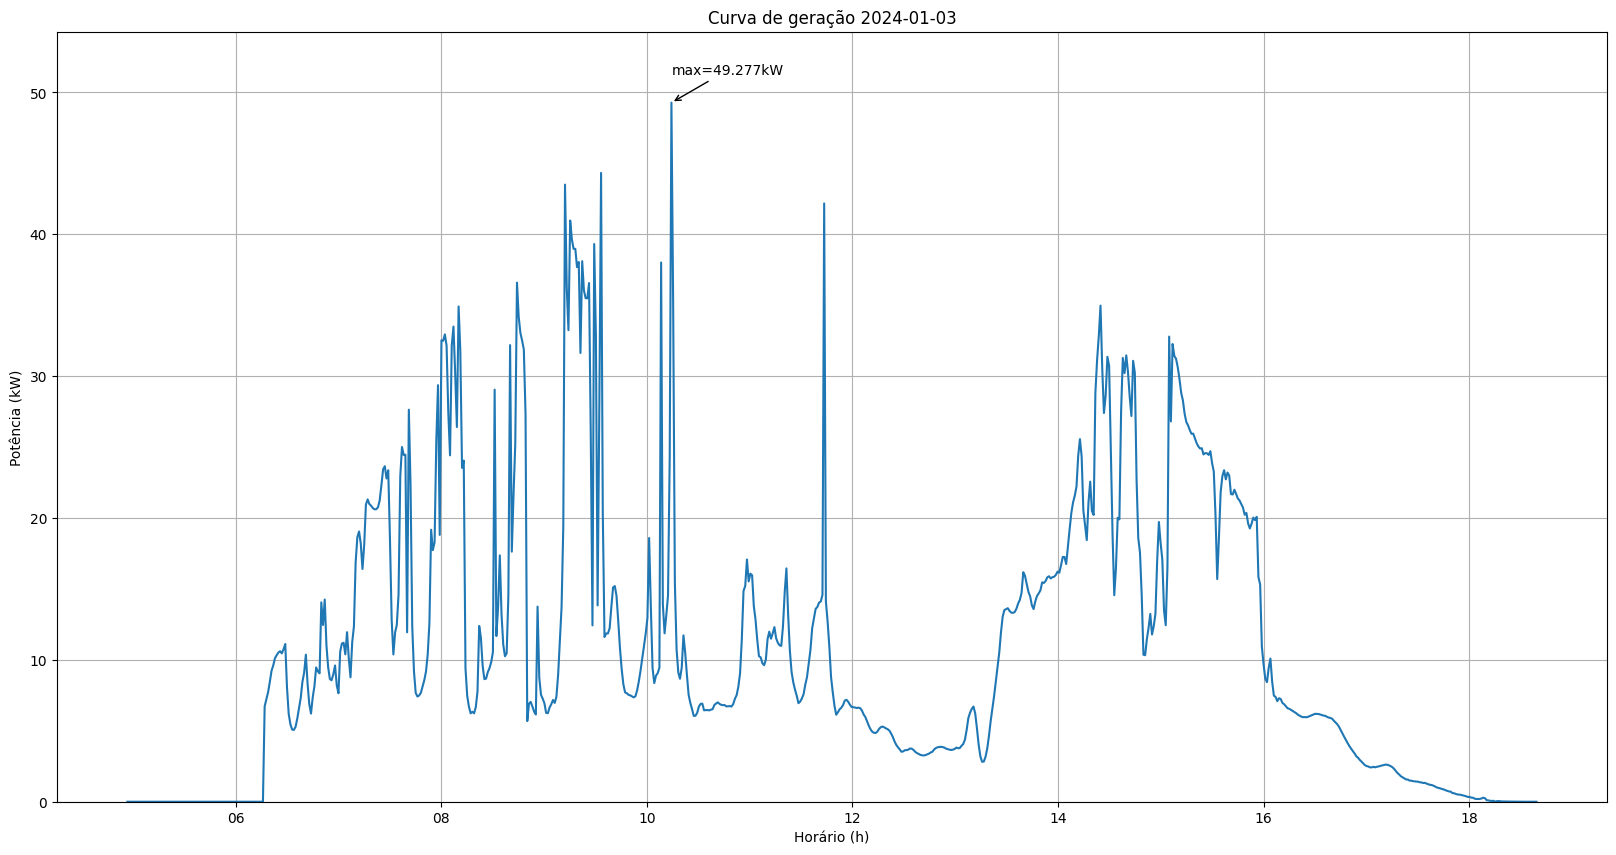 Curva de geração 2024-01-03
max=49.277kW
Potência (kW)
50
40
30
20
10
0
06 08 10 12 14 16 18
Horário (h)